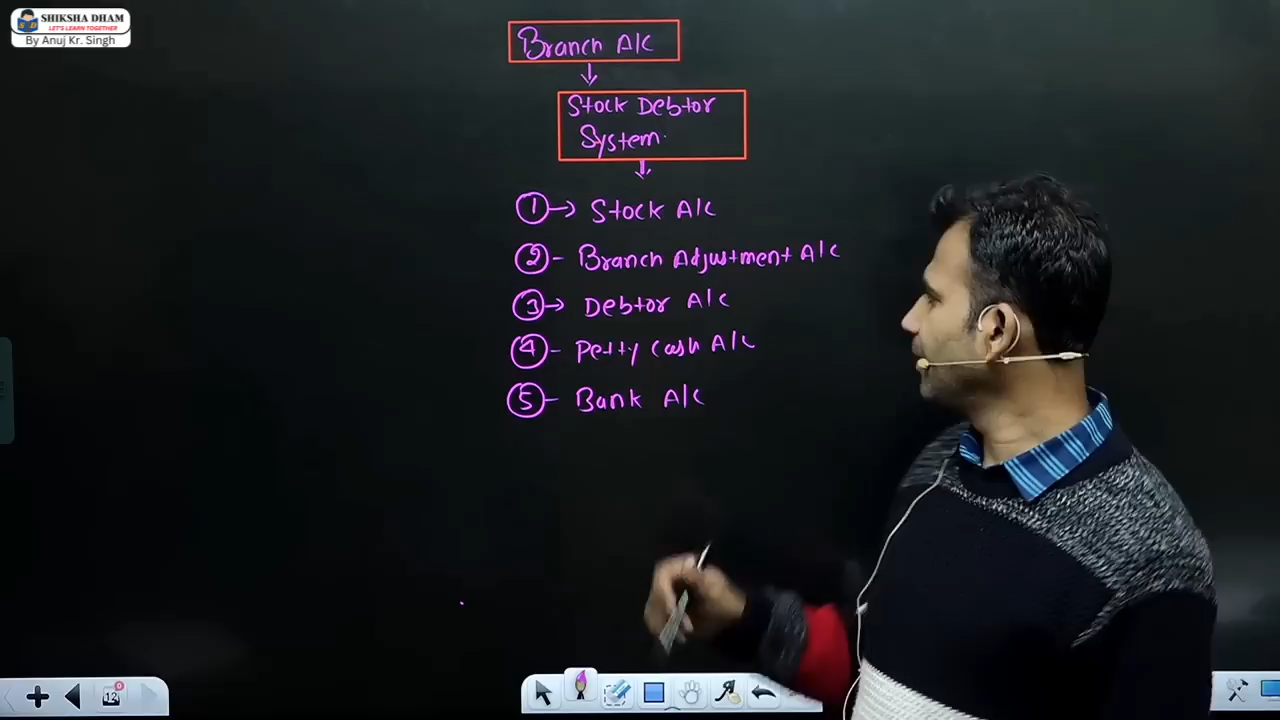 SHIKSHA DHAM
LET'S LEARN TOGETHER
By Anuj Kr. Singh
Branch A/C
Stock Debtor
System.
1 → Stock A/C
2 - Branch Adjustment A/C
3 → Debtor A/C
4 - Petty cash A/C
5 - Bank A/C
12